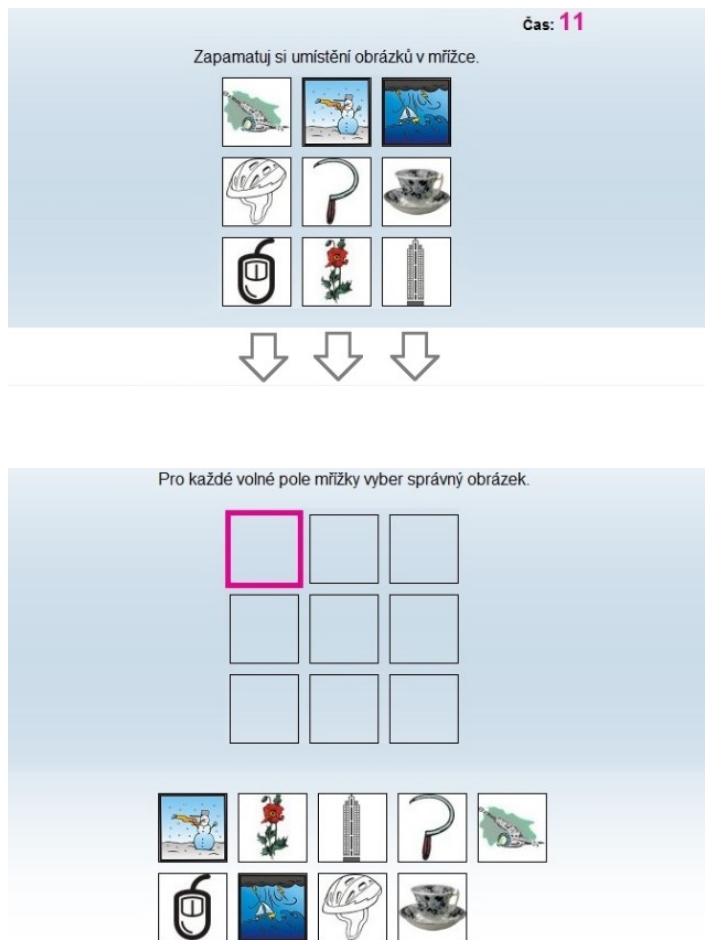 Čas: 11
Zapamatuj si umístění obrázků v mřížce.
Pro každé volné pole mřížky vyber správný obrázek.